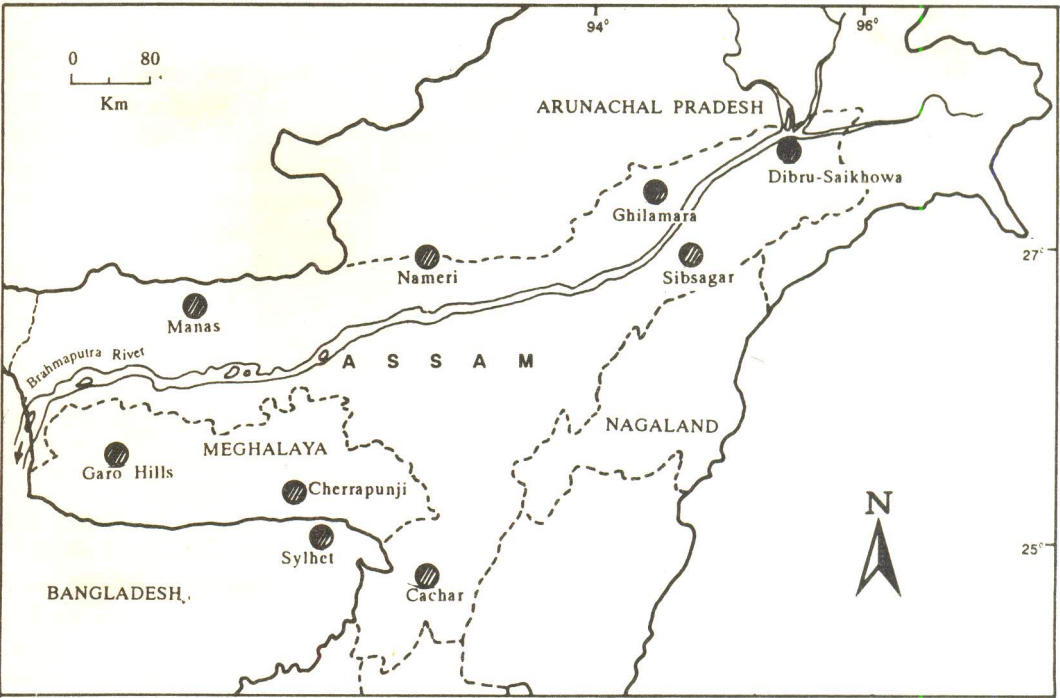 94°
96°
0 80
Km
ARUNACHAL PRADESH
Dibru-Saikhowa
Ghilamara
27°
Nameri
Sibsagar
Manas
Brahmaputra River
A S S A M
NAGALAND
MEGHALAYA
Garo Hills
Cherrapunji
N
Sylhet
25°
BANGLADESH
Cachar